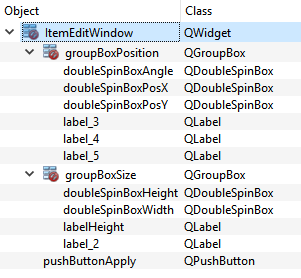 Object Class
ItemEditWindow QWidget
groupBoxPosition QGroupBox
doubleSpinBoxAngle QDoubleSpinBox
doubleSpinBoxPosX QDoubleSpinBox
doubleSpinBoxPosY QDoubleSpinBox
label_3 QLabel
label_4 QLabel
label_5 QLabel
groupBoxSize QGroupBox
doubleSpinBoxHeight QDoubleSpinBox
doubleSpinBoxWidth QDoubleSpinBox
labelHeight QLabel
label_2 QLabel
pushButtonApply QPushButton